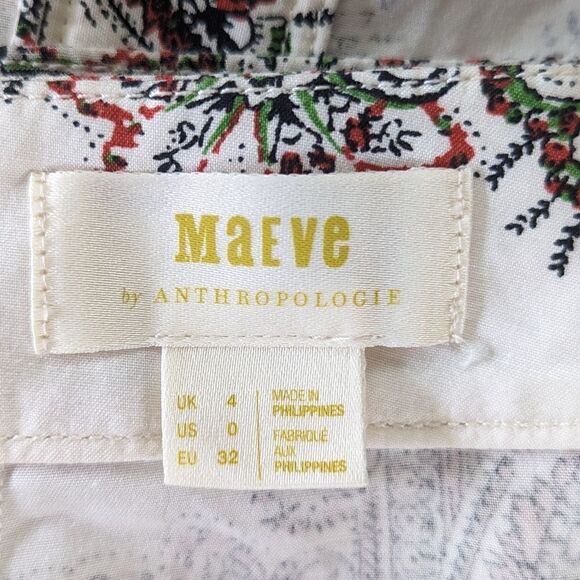 Maeve
by ANTHROPOLOGIE
UK 4
US 0
EU 32
MADE IN
PHILIPPINES
FABRIQUÉ
AUX
PHILIPPINES